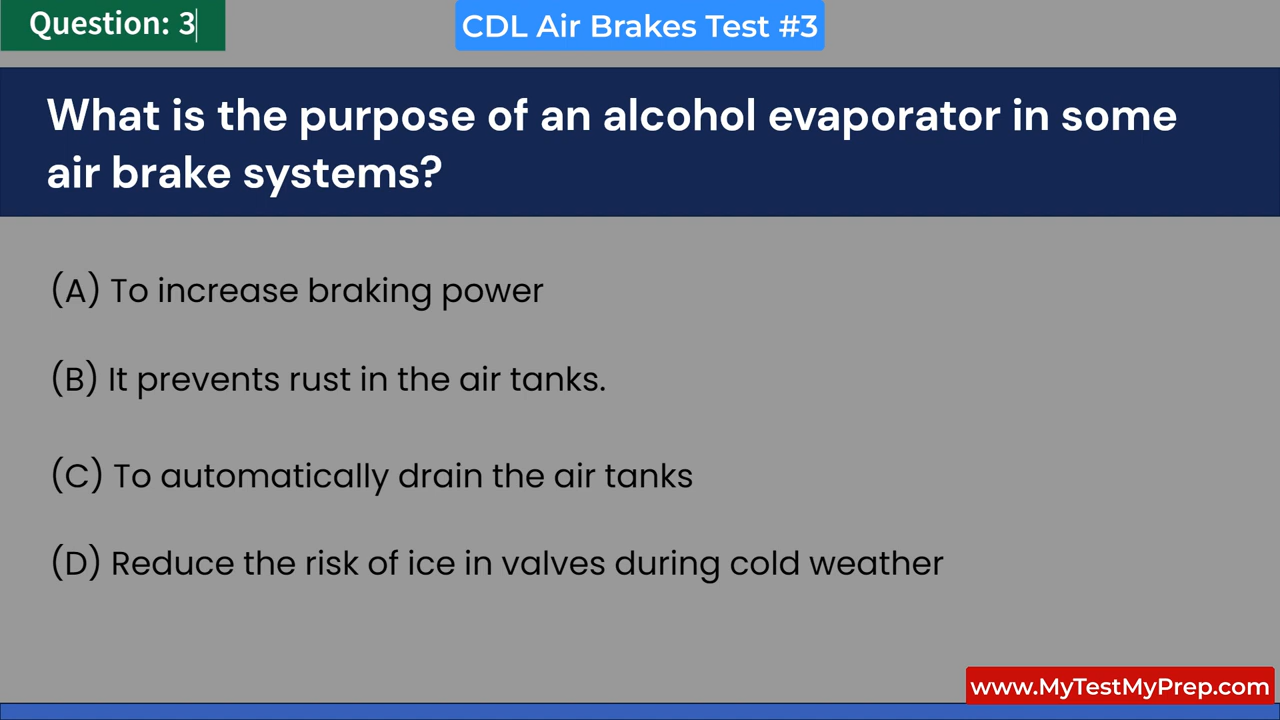 Question: 3
CDL Air Brakes Test #3
What is the purpose of an alcohol evaporator in some
air brake systems?
(A) To increase braking power
(B) It prevents rust in the air tanks.
(C) To automatically drain the air tanks
(D) Reduce the risk of ice in valves during cold weather
www.MyTestMyPrep.com